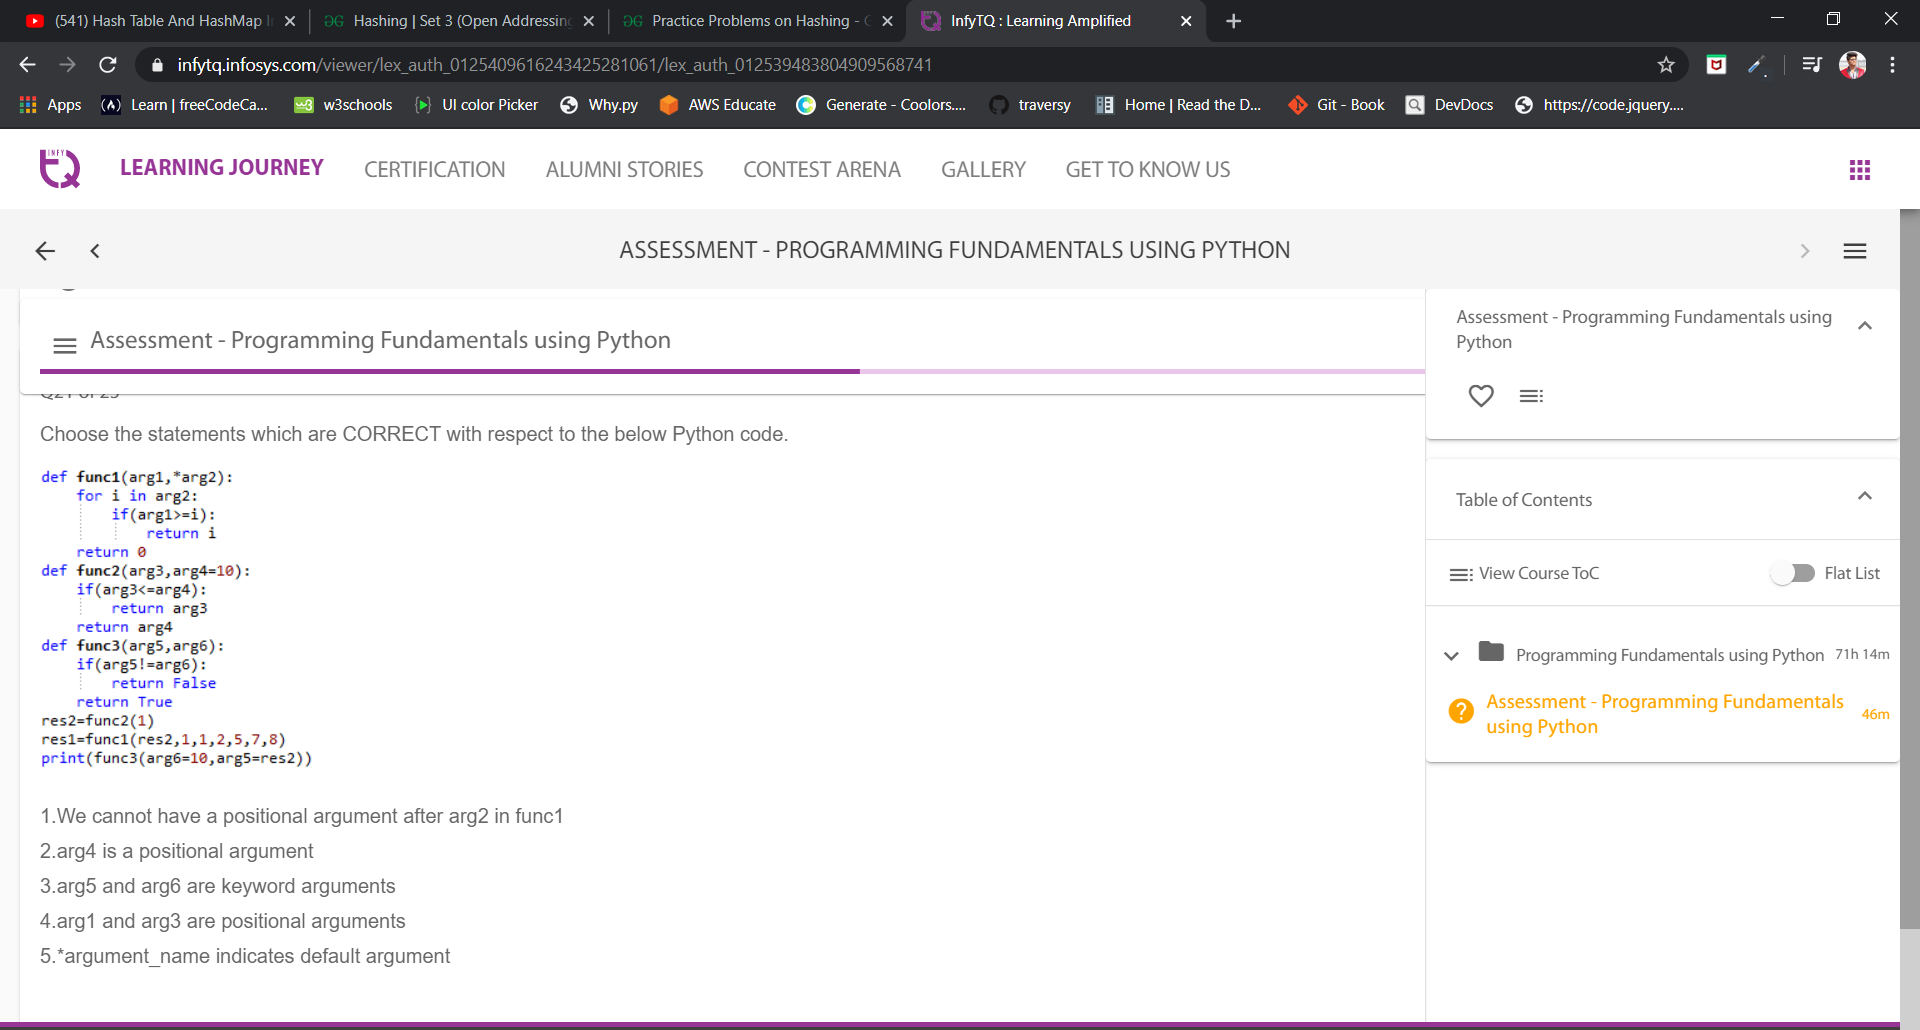 (541) Hash Table And HashMap I
Hashing | Set 3 (Open Addressing
Practice Problems on Hashing -
InfyTQ : Learning Amplified
infytq.infosys.com/viewer/lex_auth_0125409616243425281061/lex_auth_012539483804909568741
Apps
Learn | freeCodeCa...
w3schools
UI color Picker
Why.py
AWS Educate
Generate - Coolors....
traversy
Home | Read the D...
Git - Book
DevDocs
https://code.jquery....
INFY
TQ
LEARNING JOURNEY
CERTIFICATION
ALUMNI STORIES
CONTEST ARENA
GALLERY
GET TO KNOW US
ASSESSMENT - PROGRAMMING FUNDAMENTALS USING PYTHON
Assessment - Programming Fundamentals using Python
Choose the statements which are CORRECT with respect to the below Python code.
def func1(arg1,*arg2):
    for i in arg2:
        if(arg1>=i):
            return i
    return 0
def func2(arg3,arg4=10):
    if(arg3<=arg4):
        return arg3
    return arg4
def func3(arg5,arg6):
    if(arg5!=arg6):
        return False
    return True
res2=func2(1)
res1=func1(res2,1,1,2,5,7,8)
print(func3(arg6=10,arg5=res2))
1.We cannot have a positional argument after arg2 in func1
2.arg4 is a positional argument
3.arg5 and arg6 are keyword arguments
4.arg1 and arg3 are positional arguments
5.*argument_name indicates default argument
Assessment - Programming Fundamentals using
Python
Table of Contents
View Course ToC
Flat List
Programming Fundamentals using Python 71h 14m
Assessment - Programming Fundamentals
using Python
46m